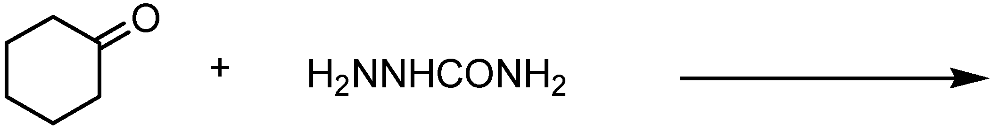 O
+ H₂NNHCONH₂